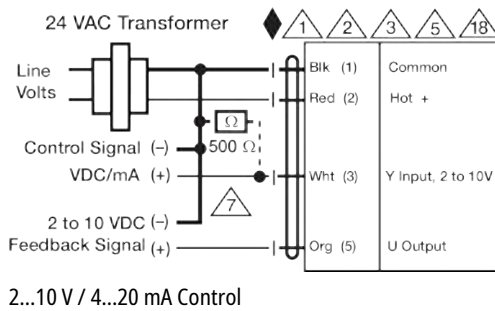 24 VAC Transformer
1 2 3 5 18
Line
Volts
Blk (1) Common
Red (2) Hot +
Ω
500 Ω
Control Signal (–)
VDC/mA (+)
Wht (3) Y Input, 2 to 10V
7
2 to 10 VDC (–)
Feedback Signal (+)
Org (5) U Output
2...10 V / 4...20 mA Control